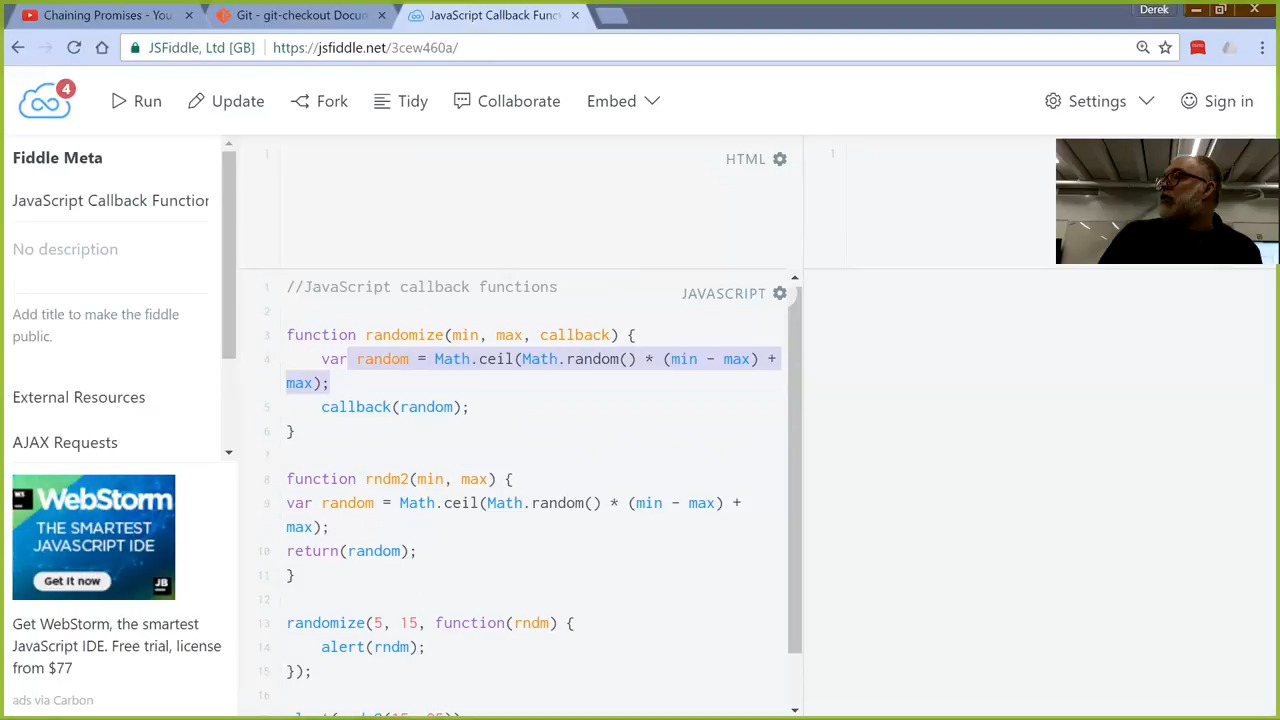 Chaining Promises - You
Git - git-checkout Docum
JavaScript Callback Func
Derek
JSFiddle, Ltd [GB]
https://jsfiddle.net/3cew460a/
4
Run
Update
Fork
Tidy
Collaborate
Embed
Settings
Sign in
Fiddle Meta
JavaScript Callback Function
No description
Add title to make the fiddle
public.
External Resources
AJAX Requests
WS WebStorm
THE SMARTEST
JAVASCRIPT IDE
Get it now
JB
Get WebStorm, the smartest
JavaScript IDE. Free trial, license
from $77
ads via Carbon
1
HTML
1
JAVASCRIPT
1 //JavaScript callback functions
2
3 function randomize(min, max, callback) {
4 var random = Math.ceil(Math.random() * (min - max) +
max);
5 callback(random);
6 }
7
8 function rndm2(min, max) {
9 var random = Math.ceil(Math.random() * (min - max) +
max);
10 return(random);
11 }
12
13 randomize(5, 15, function(rndm) {
14 alert(rndm);
15 });
16